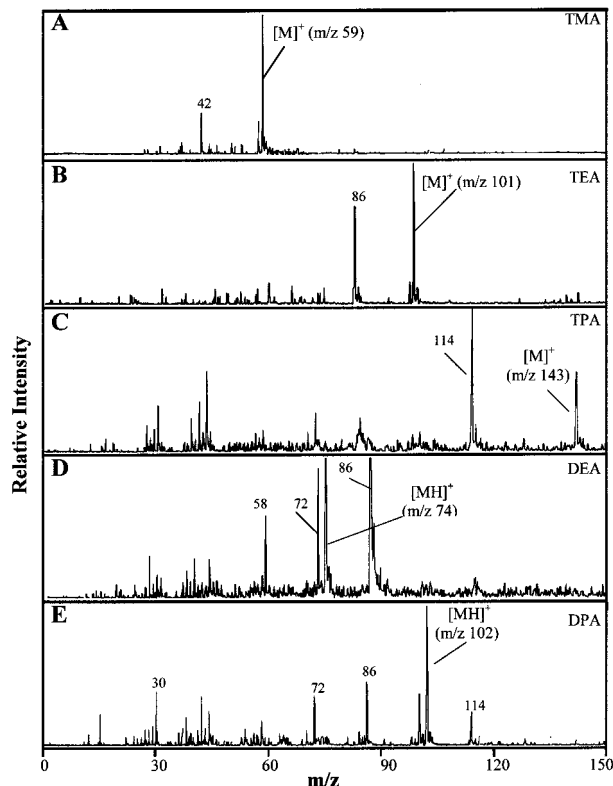 A
TMA
[M]+ (m/z 59)
42
B
TEA
86
[M]+ (m/z 101)
C
TPA
114
[M]+
(m/z 143)
D
DEA
86
58
72
[MH]+
(m/z 74)
E
DPA
[MH]+
(m/z 102)
30
72
86
114
Relative Intensity
0
30
60
90
120
150
m/z